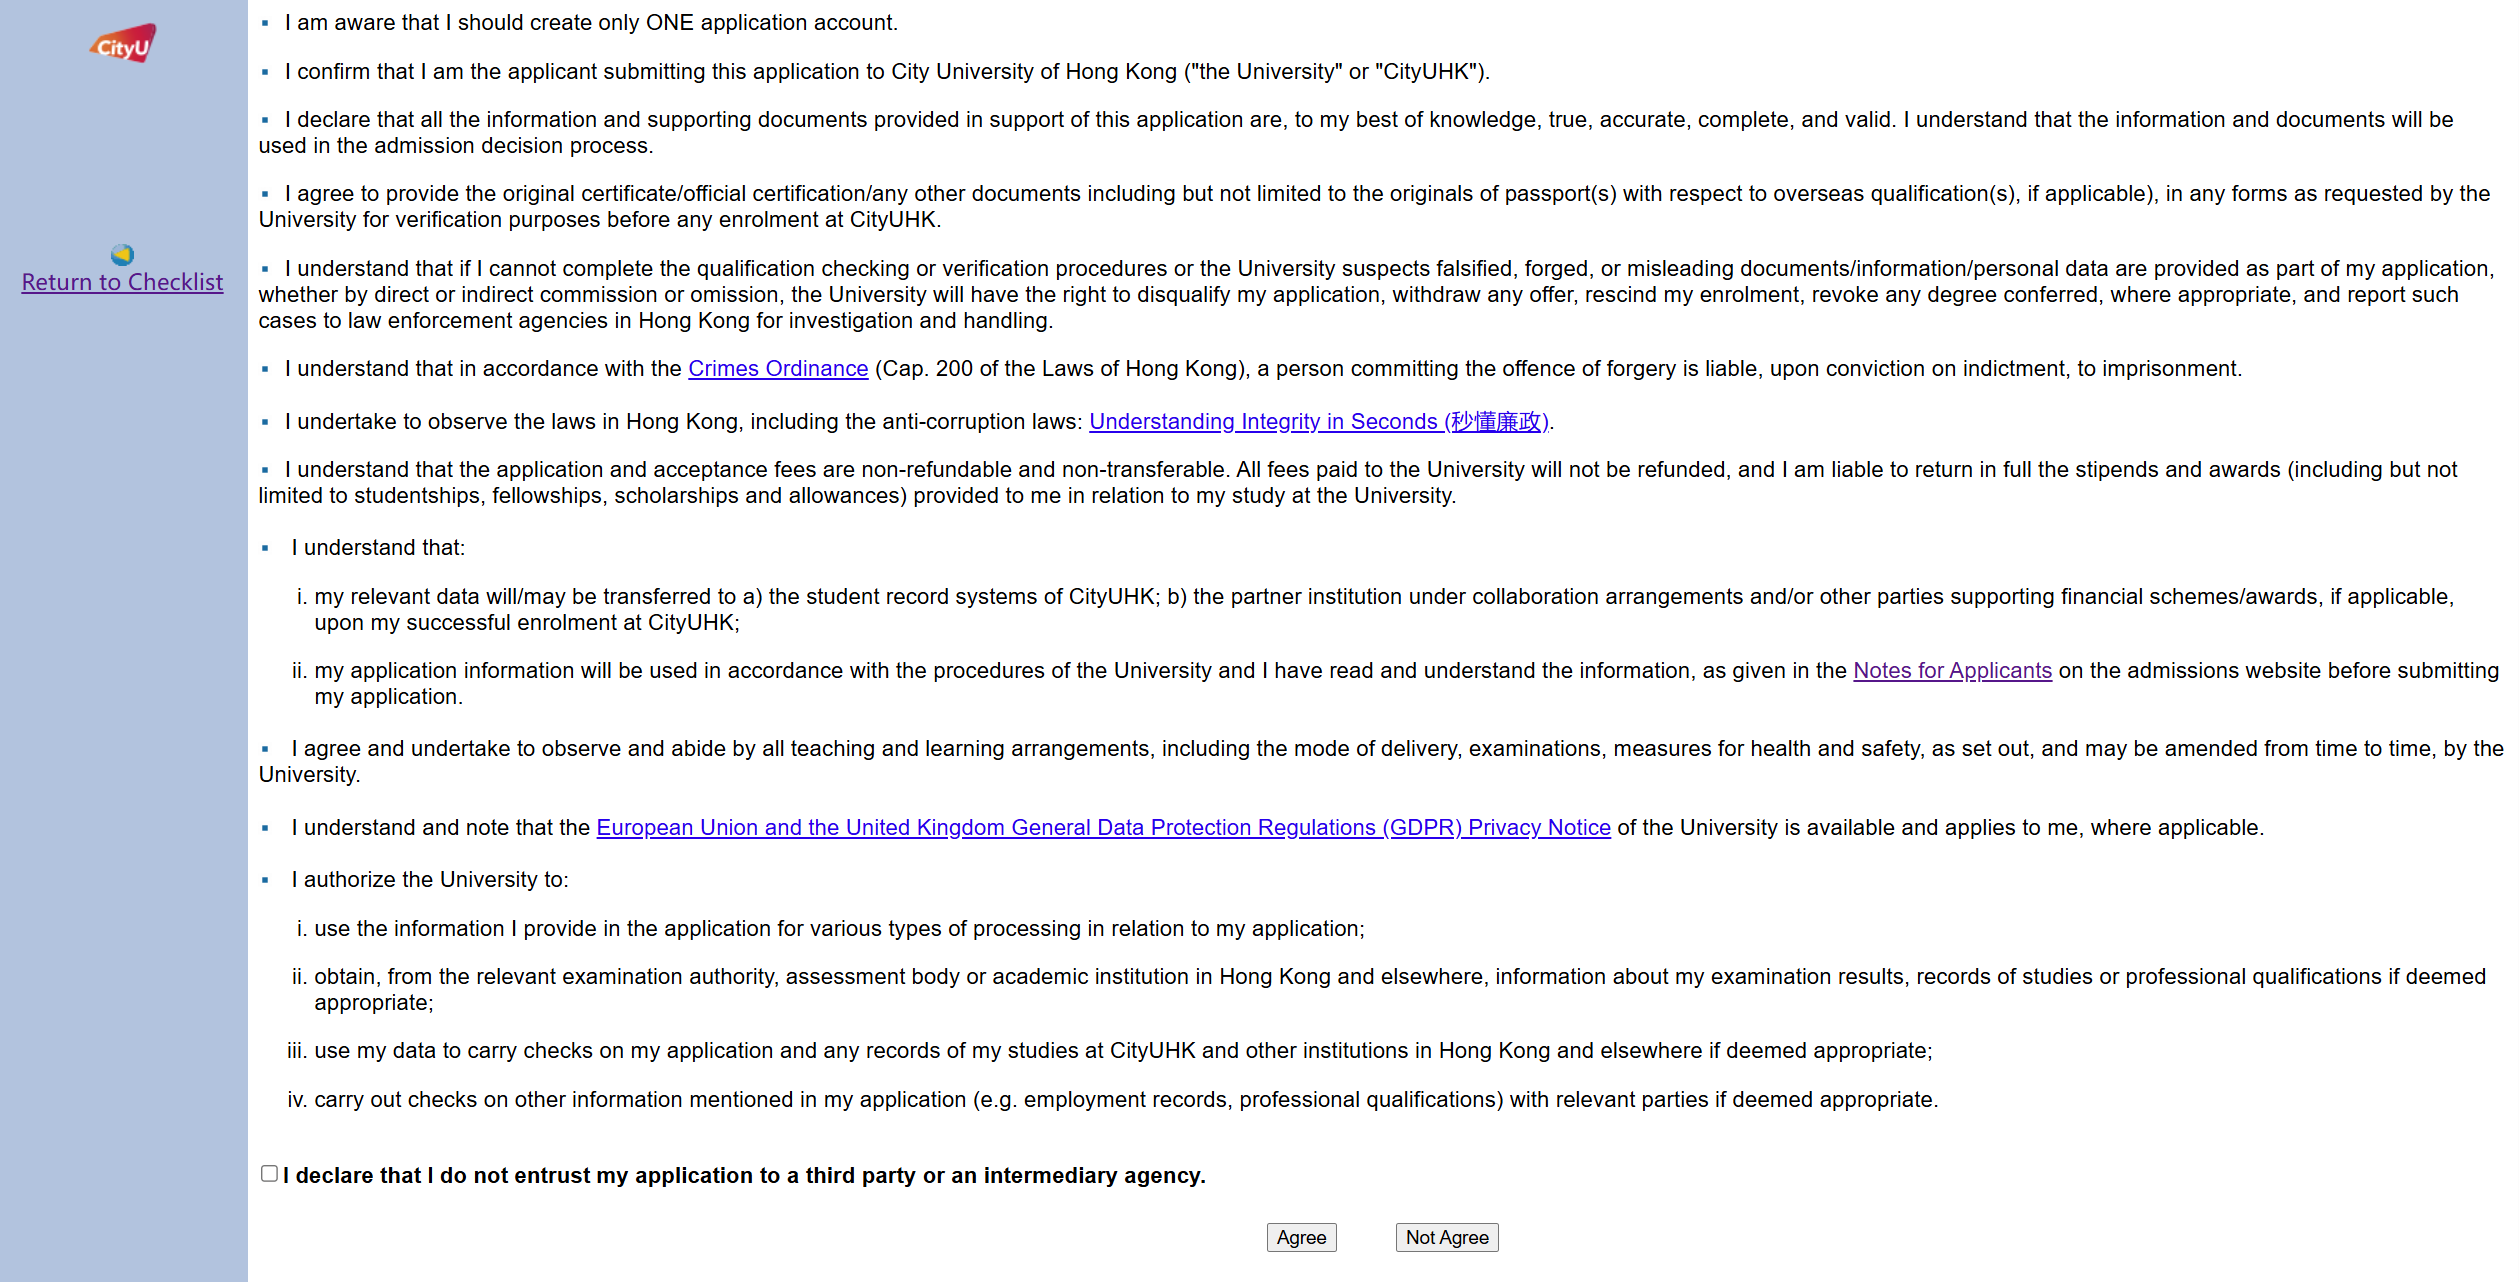 CityU
Return to Checklist
▪ I am aware that I should create only ONE application account.
▪ I confirm that I am the applicant submitting this application to City University of Hong Kong ("the University" or "CityUHK").
▪ I declare that all the information and supporting documents provided in support of this application are, to my best of knowledge, true, accurate, complete, and valid. I understand that the information and documents will be
used in the admission decision process.
▪ I agree to provide the original certificate/official certification/any other documents including but not limited to the originals of passport(s) with respect to overseas qualification(s), if applicable), in any forms as requested by the
University for verification purposes before any enrolment at CityUHK.
▪ I understand that if I cannot complete the qualification checking or verification procedures or the University suspects falsified, forged, or misleading documents/information/personal data are provided as part of my application,
whether by direct or indirect commission or omission, the University will have the right to disqualify my application, withdraw any offer, rescind my enrolment, revoke any degree conferred, where appropriate, and report such
cases to law enforcement agencies in Hong Kong for investigation and handling.
▪ I understand that in accordance with the Crimes Ordinance (Cap. 200 of the Laws of Hong Kong), a person committing the offence of forgery is liable, upon conviction on indictment, to imprisonment.
▪ I undertake to observe the laws in Hong Kong, including the anti-corruption laws: Understanding Integrity in Seconds (秒懂廉政).
▪ I understand that the application and acceptance fees are non-refundable and non-transferable. All fees paid to the University will not be refunded, and I am liable to return in full the stipends and awards (including but not
limited to studentships, fellowships, scholarships and allowances) provided to me in relation to my study at the University.
▪ I understand that:
i. my relevant data will/may be transferred to a) the student record systems of CityUHK; b) the partner institution under collaboration arrangements and/or other parties supporting financial schemes/awards, if applicable,
upon my successful enrolment at CityUHK;
ii. my application information will be used in accordance with the procedures of the University and I have read and understand the information, as given in the Notes for Applicants on the admissions website before submitting
my application.
▪ I agree and undertake to observe and abide by all teaching and learning arrangements, including the mode of delivery, examinations, measures for health and safety, as set out, and may be amended from time to time, by the
University.
▪ I understand and note that the European Union and the United Kingdom General Data Protection Regulations (GDPR) Privacy Notice of the University is available and applies to me, where applicable.
▪ I authorize the University to:
i. use the information I provide in the application for various types of processing in relation to my application;
ii. obtain, from the relevant examination authority, assessment body or academic institution in Hong Kong and elsewhere, information about my examination results, records of studies or professional qualifications if deemed
appropriate;
iii. use my data to carry checks on my application and any records of my studies at CityUHK and other institutions in Hong Kong and elsewhere if deemed appropriate;
iv. carry out checks on other information mentioned in my application (e.g. employment records, professional qualifications) with relevant parties if deemed appropriate.
I declare that I do not entrust my application to a third party or an intermediary agency.
Agree Not Agree